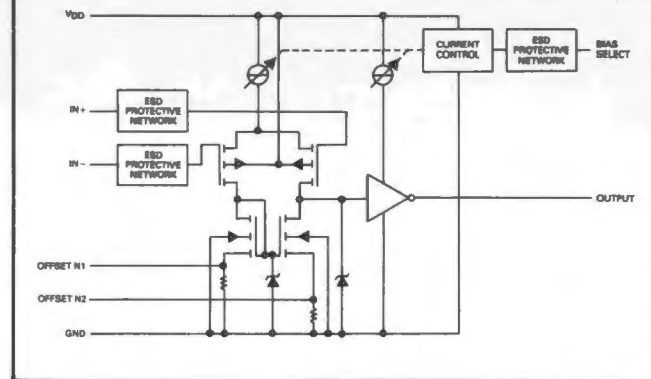 VDD
CURRENT CONTROL
ESD PROTECTIVE NETWORK
BIAS SELECT
IN+
ESD PROTECTIVE NETWORK
IN-
ESD PROTECTIVE NETWORK
OUTPUT
OFFSET N1
OFFSET N2
GND